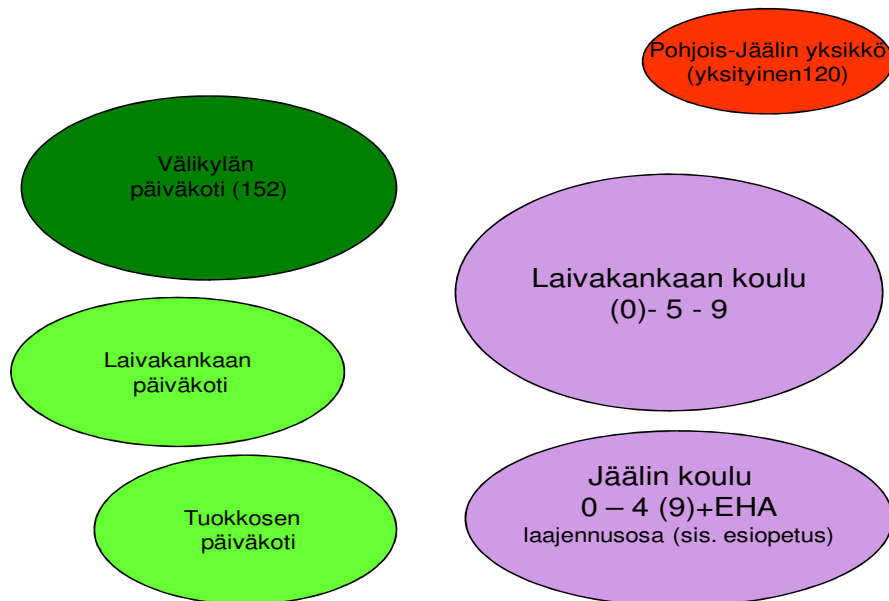 Pohjois-Jäälin yksikkö
(yksityinen120)
Välikylän
päiväkoti (152)
Laivakankaan koulu
(0)- 5 - 9
Laivakankaan
päiväkoti
Jäälin koulu
0 – 4 (9)+EHA
laajennusosa (sis. esiopetus)
Tuokkosen
päiväkoti